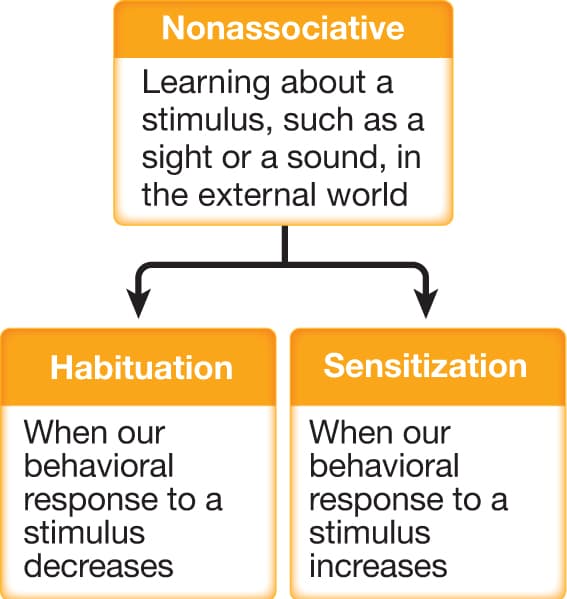 Nonassociative
Learning about a
stimulus, such as a
sight or a sound, in
the external world
Habituation
When our
behavioral
response to a
stimulus
decreases
Sensitization
When our
behavioral
response to a
stimulus
increases